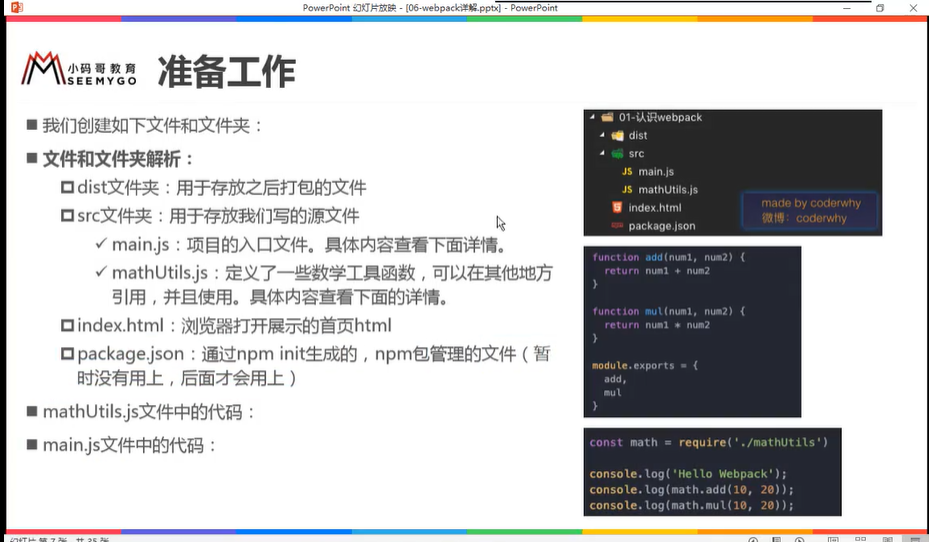 PowerPoint 幻灯片放映 - [06-webpack详解.pptx] - PowerPoint
小码哥教育
SEEMYGO
准备工作
我们创建如下文件和文件夹：
文件和文件夹解析：
dist文件夹：用于存放之后打包的文件
src文件夹：用于存放我们写的源文件
main.js：项目的入口文件。具体内容查看下面详情。
mathUtils.js：定义了一些数学工具函数，可以在其他地方
引用，并且使用。具体内容查看下面的详情。
index.html：浏览器打开展示的首页html
package.json：通过npm init生成的，npm包管理的文件（暂
时没有用上，后面才会用上）
mathUtils.js文件中的代码：
main.js文件中的代码：
01-认识webpack
dist
src
JS main.js
JS mathUtils.js
index.html
package.json
made by coderwhy
微博：coderwhy
function add(num1, num2) {
return num1 + num2
}
function mul(num1, num2) {
return num1 * num2
}
module.exports = {
add,
mul
}
const math = require('./mathUtils')
console.log('Hello Webpack');
console.log(math.add(10, 20));
console.log(math.mul(10, 20));
幻灯片 第 7 张，共 35 张